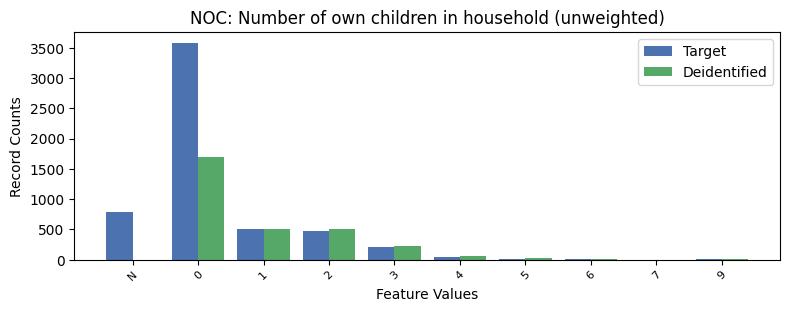 NOC: Number of own children in household (unweighted)
Target
Deidentified
Record Counts
3500
3000
2500
2000
1500
1000
500
0
N 0 1 2 3 4 5 6 7 9
Feature Values